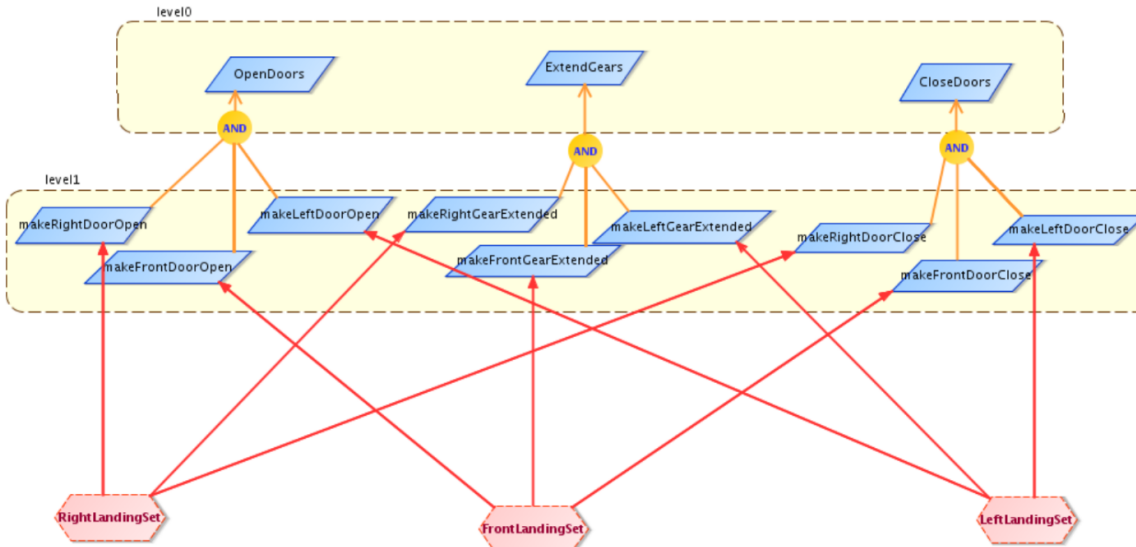 level0
OpenDoors
ExtendGears
CloseDoors
AND
AND
AND
level1
makeRightDoorOpen
makeLeftDoorOpen
makeFrontDoorOpen
makeRightGearExtended
makeLeftGearExtended
makeFrontGearExtended
makeRightDoorClose
makeLeftDoorClose
makeFrontDoorClose
RightLandingSet
FrontLandingSet
LeftLandingSet